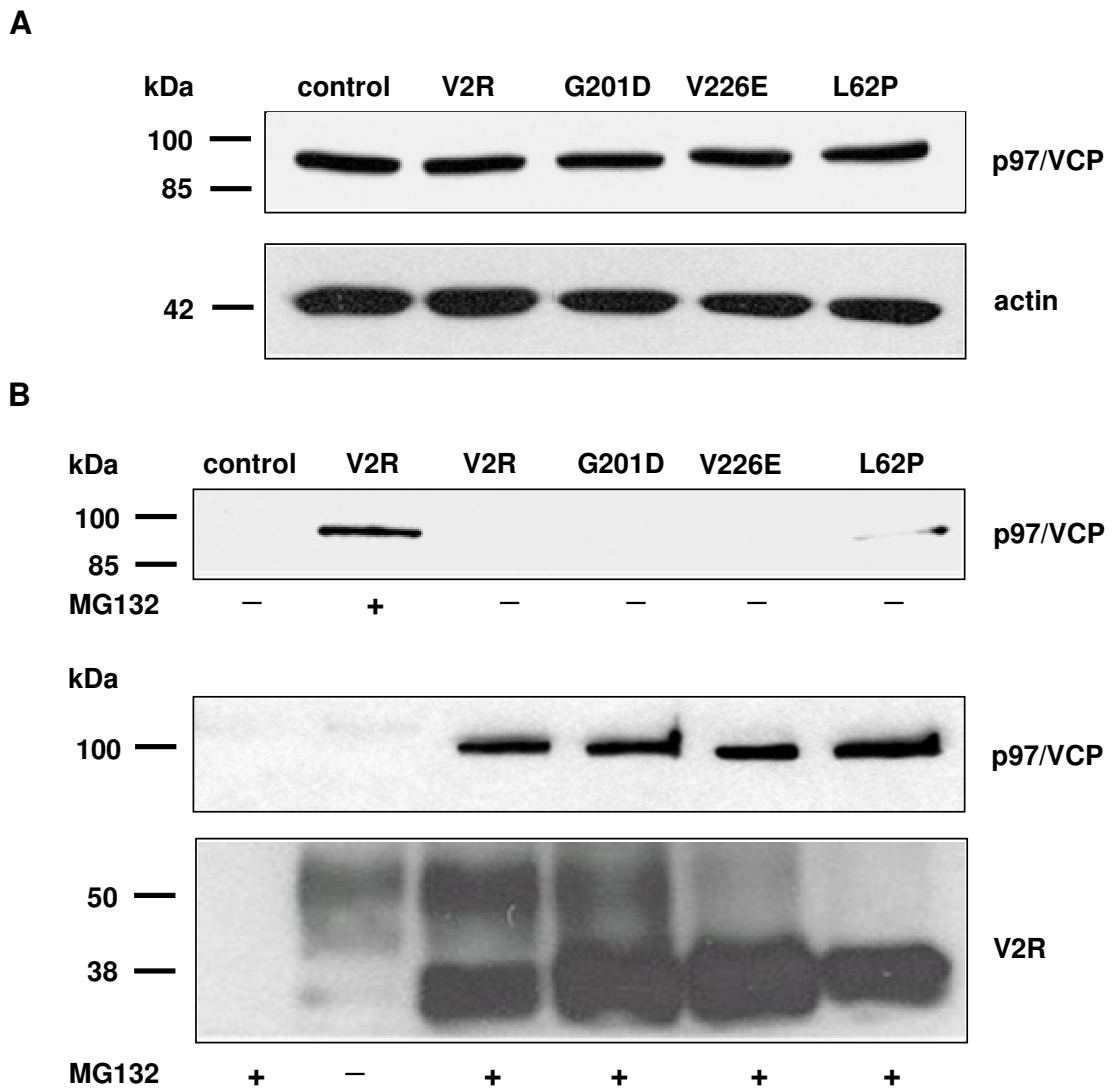 A
kDa control V2R G201D V226E L62P
100
p97/VCP
85
42 actin
B
kDa control V2R V2R G201D V226E L62P
100
p97/VCP
85
MG132 – + – – – –
kDa
100
p97/VCP
50
V2R
38
MG132 + – + + + +